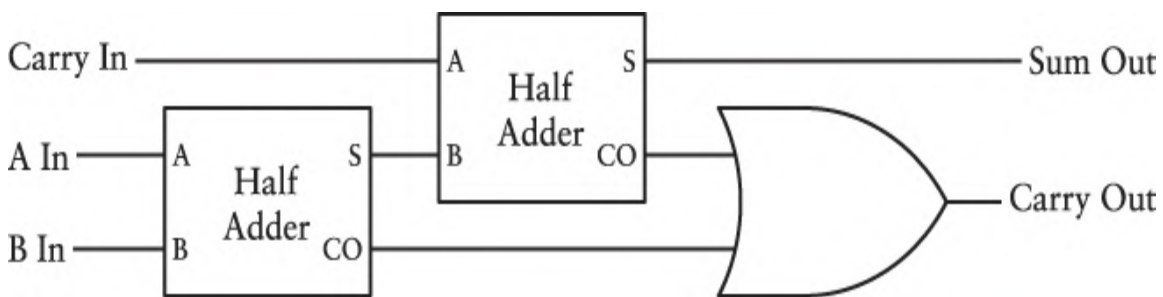 Carry In
A
S
Sum Out
Half
Adder
A In
A
S
B
CO
Half
Adder
Carry Out
B In
B
CO